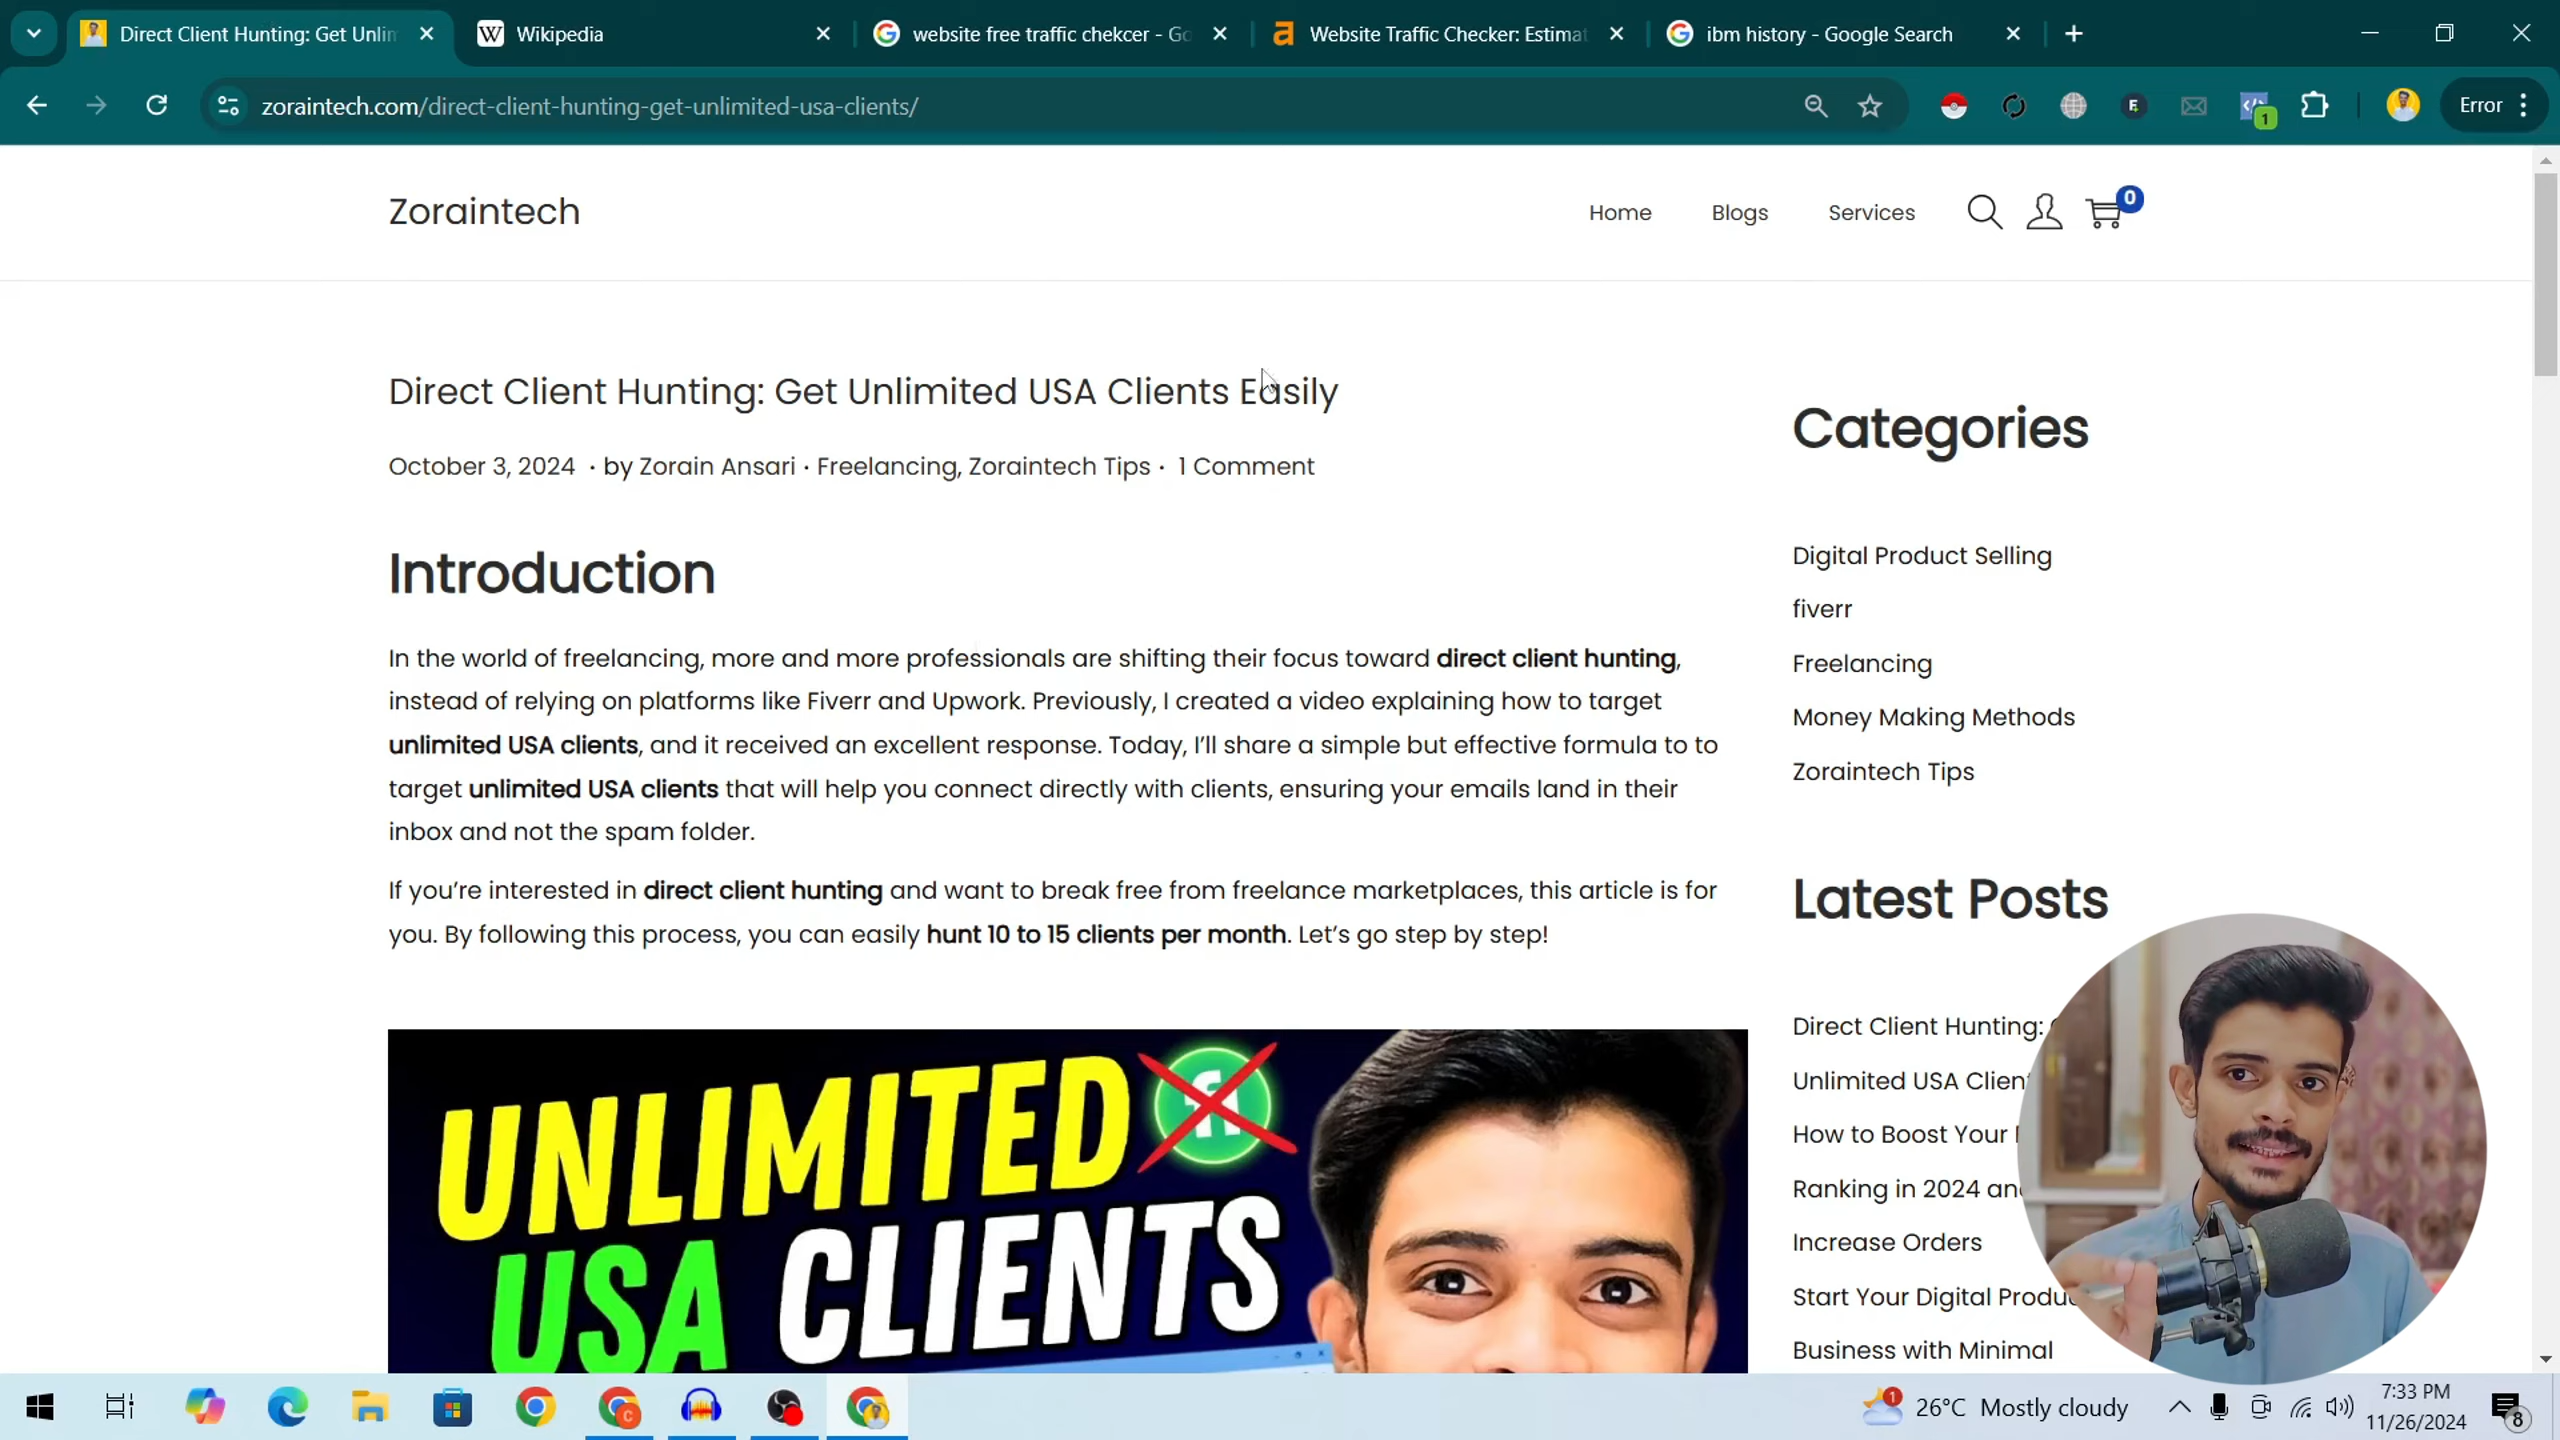 Direct Client Hunting: Get Unlim
Wikipedia
website free traffic chekcer - Go
Website Traffic Checker: Estimat
ibm history - Google Search
zoraintech.com/direct-client-hunting-get-unlimited-usa-clients/
1
Error
Zoraintech
Home
Blogs
Services
0
Direct Client Hunting: Get Unlimited USA Clients Easily
October 3, 2024 · by Zorain Ansari · Freelancing, Zoraintech Tips · 1 Comment
Introduction
In the world of freelancing, more and more professionals are shifting their focus toward direct client hunting,
instead of relying on platforms like Fiverr and Upwork. Previously, I created a video explaining how to target
unlimited USA clients, and it received an excellent response. Today, I’ll share a simple but effective formula to to
target unlimited USA clients that will help you connect directly with clients, ensuring your emails land in their
inbox and not the spam folder.
If you’re interested in direct client hunting and want to break free from freelance marketplaces, this article is for
you. By following this process, you can easily hunt 10 to 15 clients per month. Let’s go step by step!
UNLIMITED
fi
USA CLIENTS
Categories
Digital Product Selling
fiverr
Freelancing
Money Making Methods
Zoraintech Tips
Latest Posts
Direct Client Hunting:
Unlimited USA Clien
How to Boost Your
Ranking in 2024 an
Increase Orders
Start Your Digital Produ
Business with Minimal
1
26°C Mostly cloudy
7:33 PM
11/26/2024
8